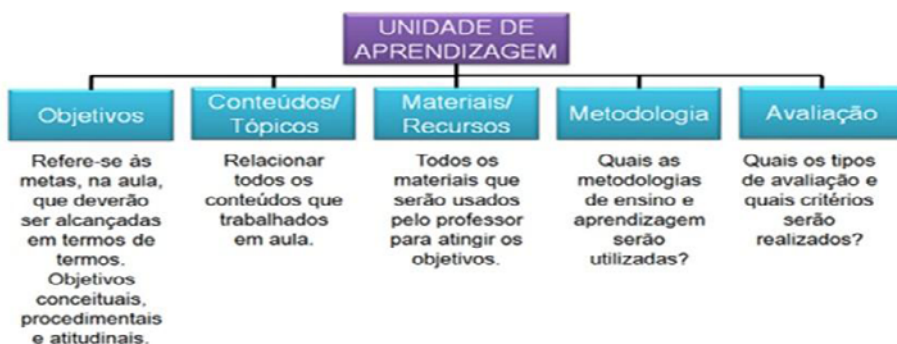 UNIDADE DE
APRENDIZAGEM
Objetivos
Conteúdos/
Tópicos
Materiais/
Recursos
Metodologia
Avaliação
Refere-se às
metas, na aula,
que deverão
ser alcançadas
em termos de
termos.
Objetivos
conceituais,
procedimentais
e atitudinais.
Relacionar
todos os
conteúdos que
trabalhados
em aula.
Todos os
materiais que
serão usados
pelo professor
para atingir os
objetivos.
Quais as
metodologias
de ensino e
aprendizagem
serão
utilizadas?
Quais os tipos
de avaliação e
quais critérios
serão
realizados?